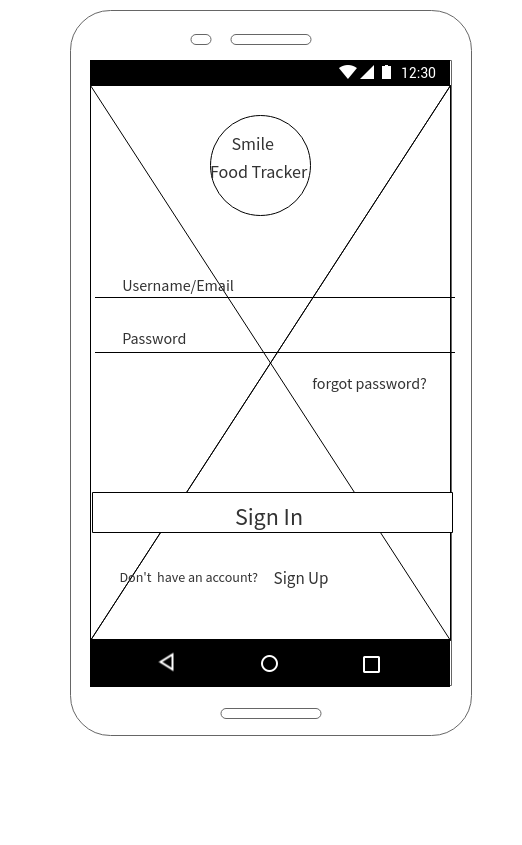 12:30
Smile
Food Tracker
Username/Email
Password
forgot password?
Sign In
Don't have an account? Sign Up